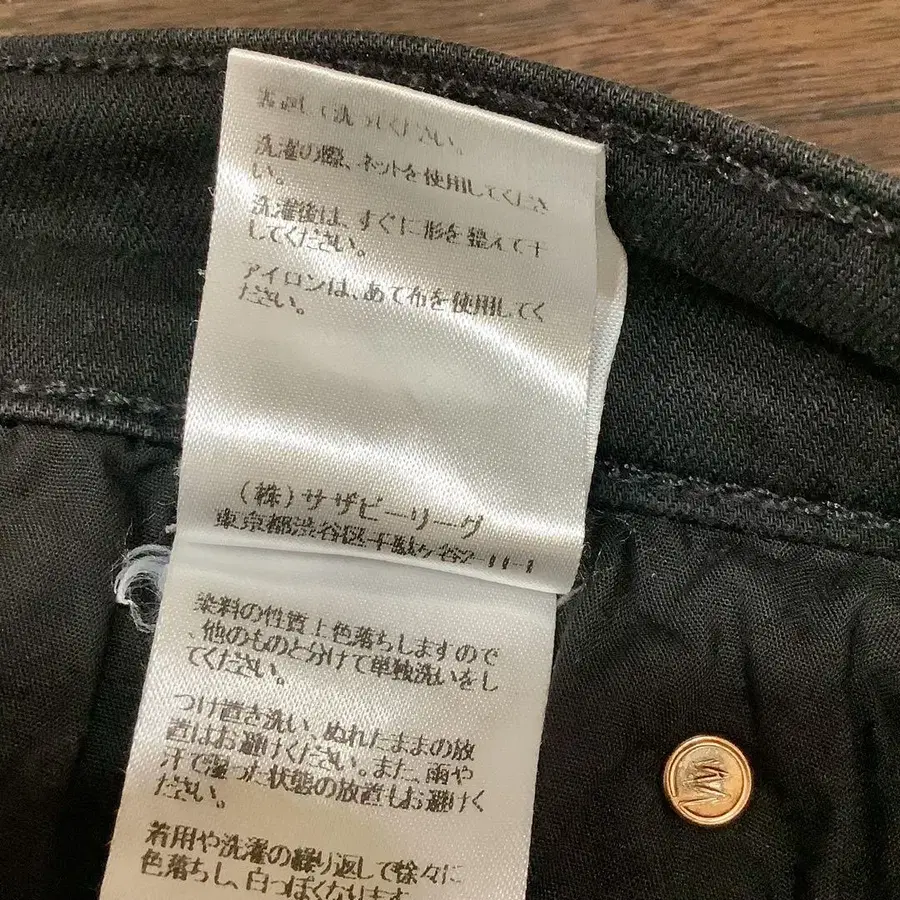 裏返して洗ってください。
洗濯の際、ネットを使用してくださ
い。
洗濯後は、すぐに形を整えて干
してください。
アイロンは、あて布を使用してく
ださい。
(株)サザビーリーグ
東京都渋谷区千駄ヶ谷2-11-1
染料の性質上色落ちしますので
、他のものと分けて単独洗いをし
てください。
つけ置き洗い、ぬれたままの放
置はお避けください。また、雨や
汗で湿った状態の放置もお避けく
ださい。
着用や洗濯の繰り返しで徐々に
色落ちし、白っぽくなります